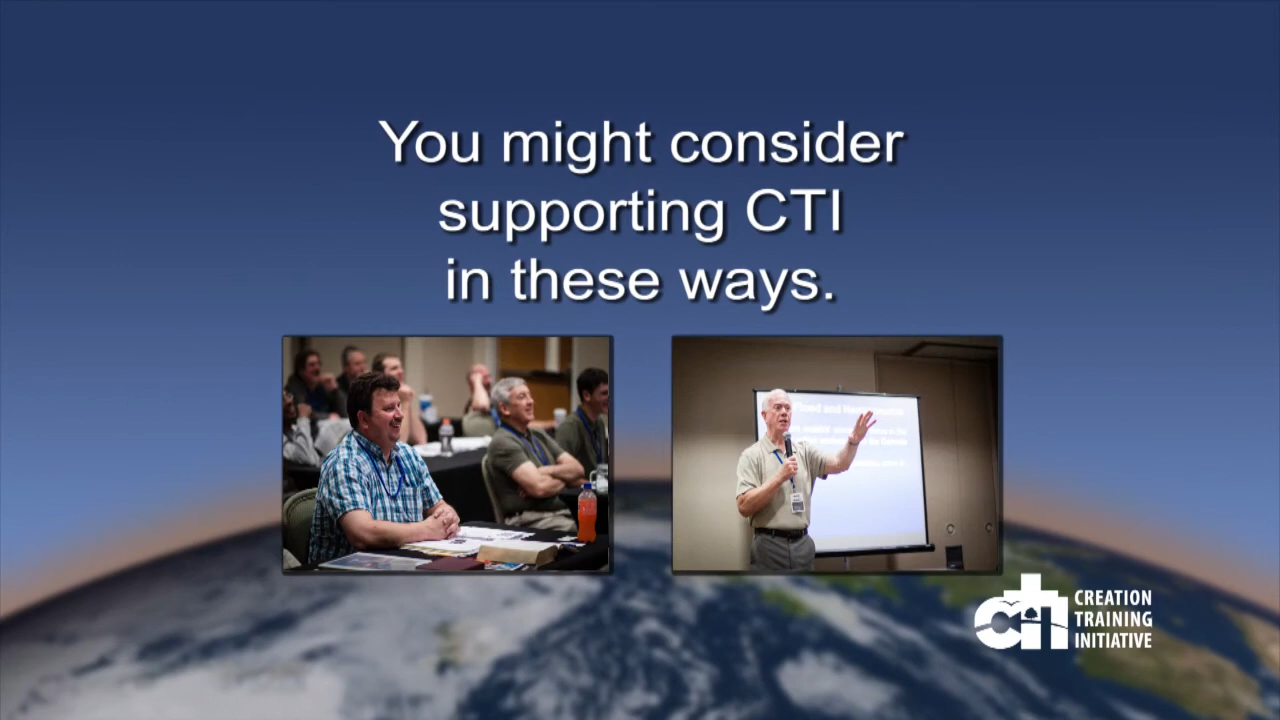 You might consider
supporting CTI
in these ways.
CREATION
TRAINING
INITIATIVE